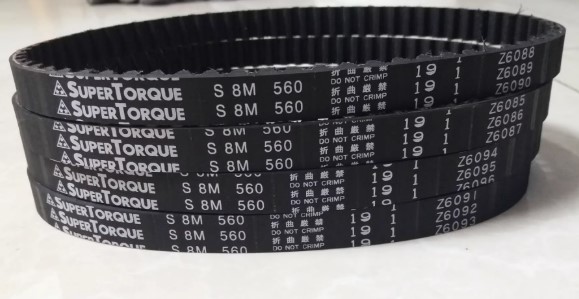 SUPERTORQUE S 8M 560 折曲厳禁 DO NOT CRIMP 19 1 Z6088
SUPERTORQUE S 8M 560 折曲厳禁 DO NOT CRIMP 19 1 Z6089
SUPERTORQUE S 8M 560 折曲厳禁 DO NOT CRIMP 19 1 Z6090
SUPERTORQUE S 8M 560 折曲厳禁 DO NOT CRIMP 19 1 Z6085
SUPERTORQUE S 8M 560 折曲厳禁 DO NOT CRIMP 19 1 Z6086
SUPERTORQUE S 8M 560 折曲厳禁 DO NOT CRIMP 19 1 Z6087
SUPERTORQUE S 8M 560 折曲厳禁 DO NOT CRIMP 19 1 Z6094
SUPERTORQUE S 8M 560 折曲厳禁 DO NOT CRIMP 19 1 Z6095
Z6096
SUPERTORQUE S 8M 560 DO NOT CRIMP 19 1 Z6091
SUPERTORQUE S 8M 560 折曲厳禁 DO NOT CRIMP 19 1 Z6092
S 8M 560 折曲厳禁 DO NOT CRIMP 19 1 Z6093